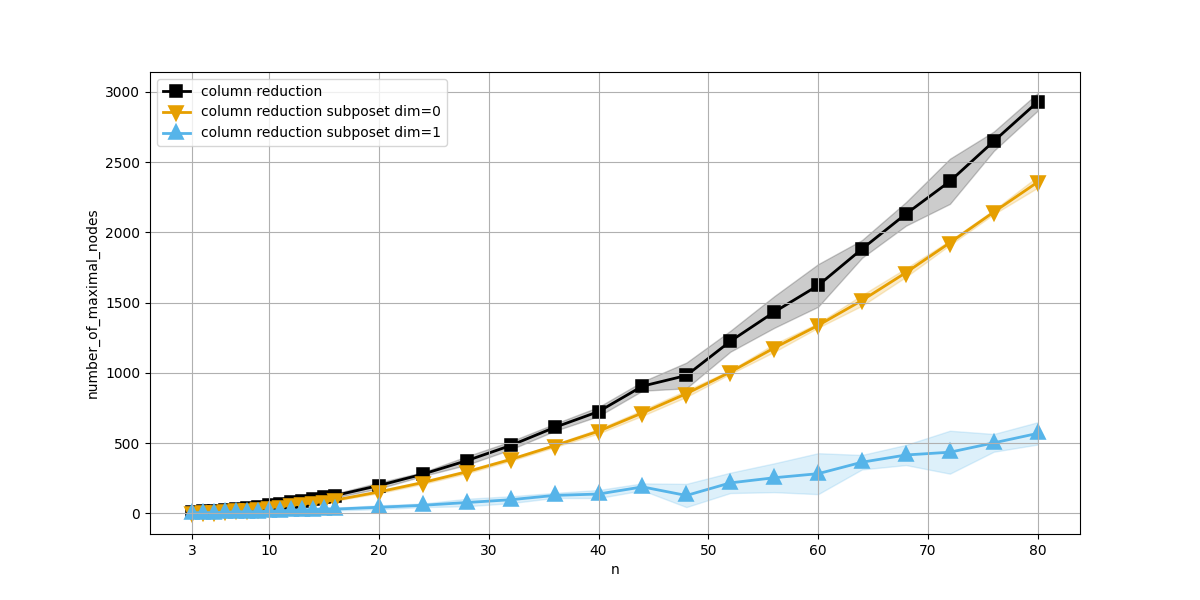 column reduction
column reduction subposet dim=0
column reduction subposet dim=1
3000
2500
2000
1500
1000
500
0
number_of_maximal_nodes
3 10 20 30 40 50 60 70 80
n